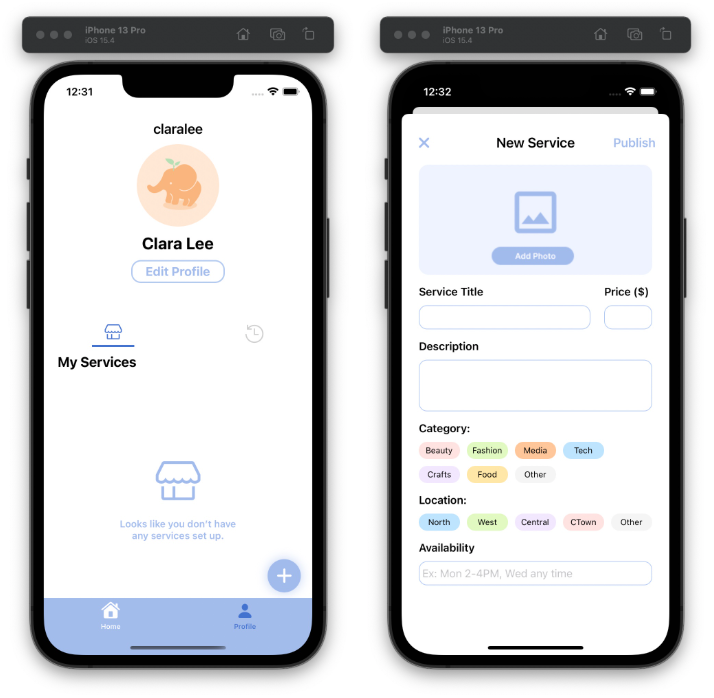 iPhone 13 Pro
iOS 15.4
12:31
claralee
Clara Lee
Edit Profile
My Services
Looks like you don't have
any services set up.
Home
Profile
iPhone 13 Pro
iOS 15.4
12:32
New Service
Publish
Add Photo
Service Title
Price ($)
Description
Category:
Beauty Fashion Media Tech
Crafts Food Other
Location:
North West Central CTown Other
Availability
Ex: Mon 2-4PM, Wed any time